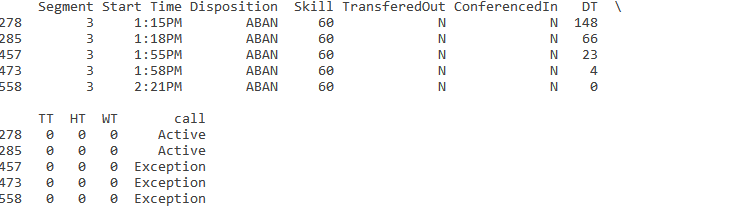 Segment Start Time Disposition Skill TransferedOut ConferencedIn DT \
278 3 1:15PM ABAN 60 N N 148
285 3 1:18PM ABAN 60 N N 66
457 3 1:55PM ABAN 60 N N 23
473 3 1:58PM ABAN 60 N N 4
558 3 2:21PM ABAN 60 N N 0
TT HT WT call
278 0 0 0 Active
285 0 0 0 Active
457 0 0 0 Exception
473 0 0 0 Exception
558 0 0 0 Exception